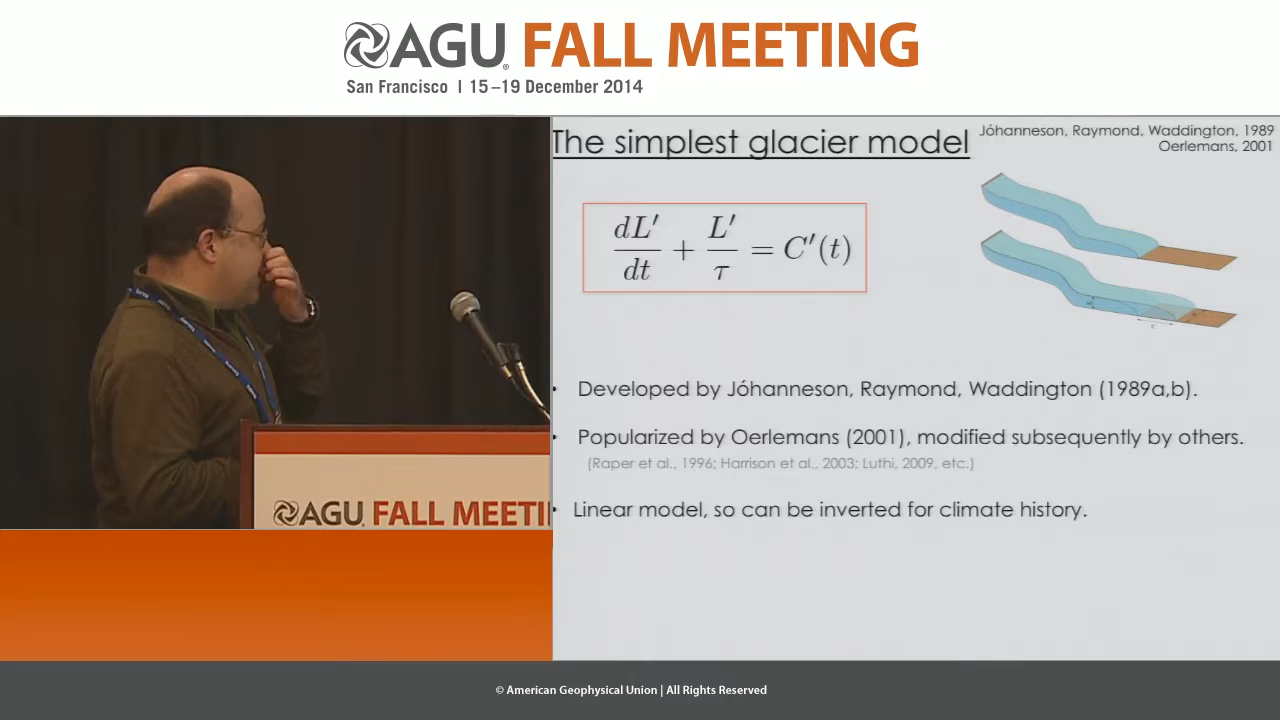 AGU FALL MEETING
San Francisco | 15–19 December 2014
The simplest glacier model
Jóhanneson, Raymond, Waddington, 1989
Oerlemans, 2001
dL′/dt + L′/τ = C′(t)
• Developed by Jóhanneson, Raymond, Waddington (1989a,b).
• Popularized by Oerlemans (2001), modified subsequently by others.
(Raper et al., 1996; Harrison et al., 2003; Luthi, 2009, etc.)
• Linear model, so can be inverted for climate history.
AGU FALL MEETI
© American Geophysical Union | All Rights Reserved